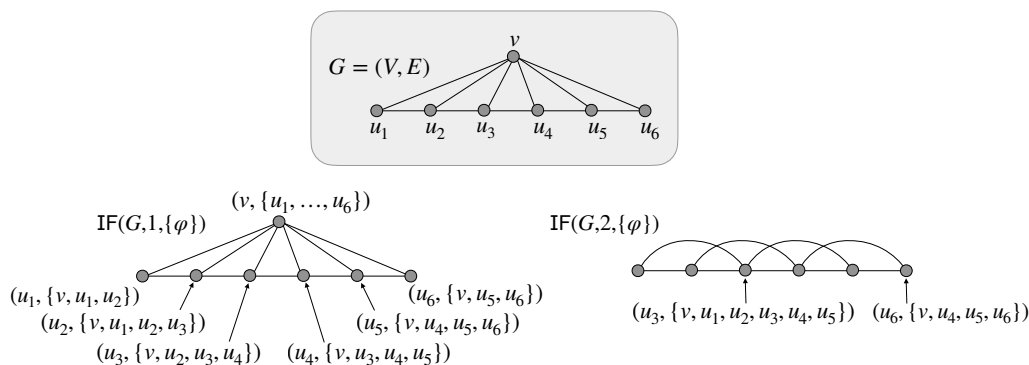 v
G = (V, E)
u₁ u₂ u₃ u₄ u₅ u₆
(v, {u₁, …, u₆})
IF(G,1,{φ})
(u₁, {v, u₁, u₂})
(u₆, {v, u₅, u₆})
(u₂, {v, u₁, u₂, u₃})
(u₅, {v, u₄, u₅, u₆})
(u₃, {v, u₂, u₃, u₄})
(u₄, {v, u₃, u₄, u₅})
IF(G,2,{φ})
(u₃, {v, u₁, u₂, u₃, u₄, u₅})
(u₆, {v, u₄, u₅, u₆})